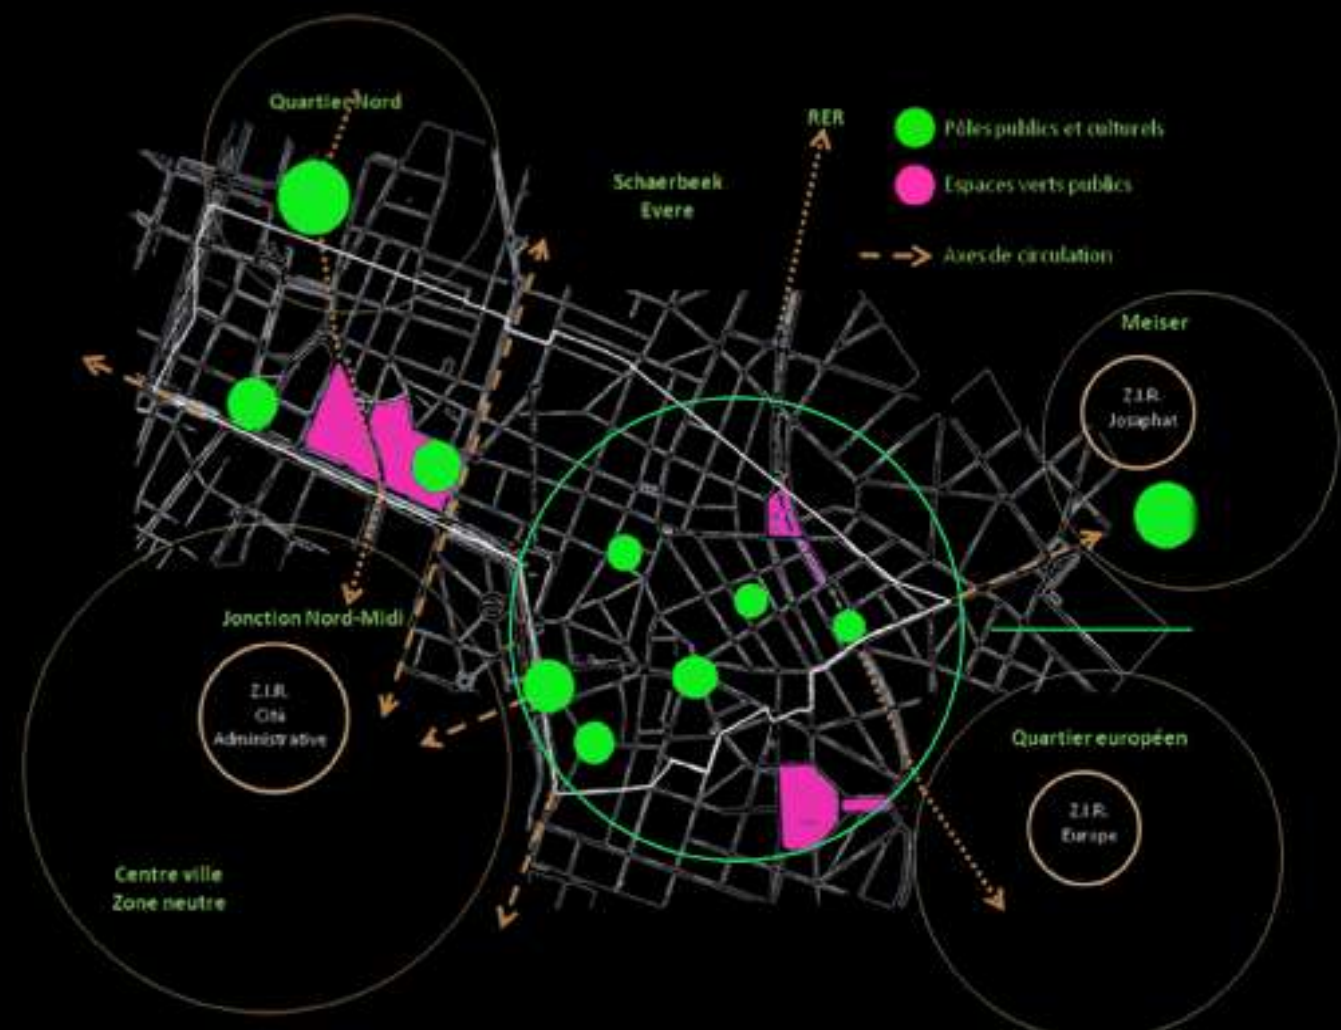 Quartier Nord
RER
Pôles publics et culturels
Schaerbeek
Evere
Espaces verts publics
Axes de circulation
Meiser
Z.I.R.
Josaphat
Jonction Nord-Midi
Z.I.R.
Cité
Administrative
Quartier européen
Z.I.R.
Europe
Centre ville
Zone neutre